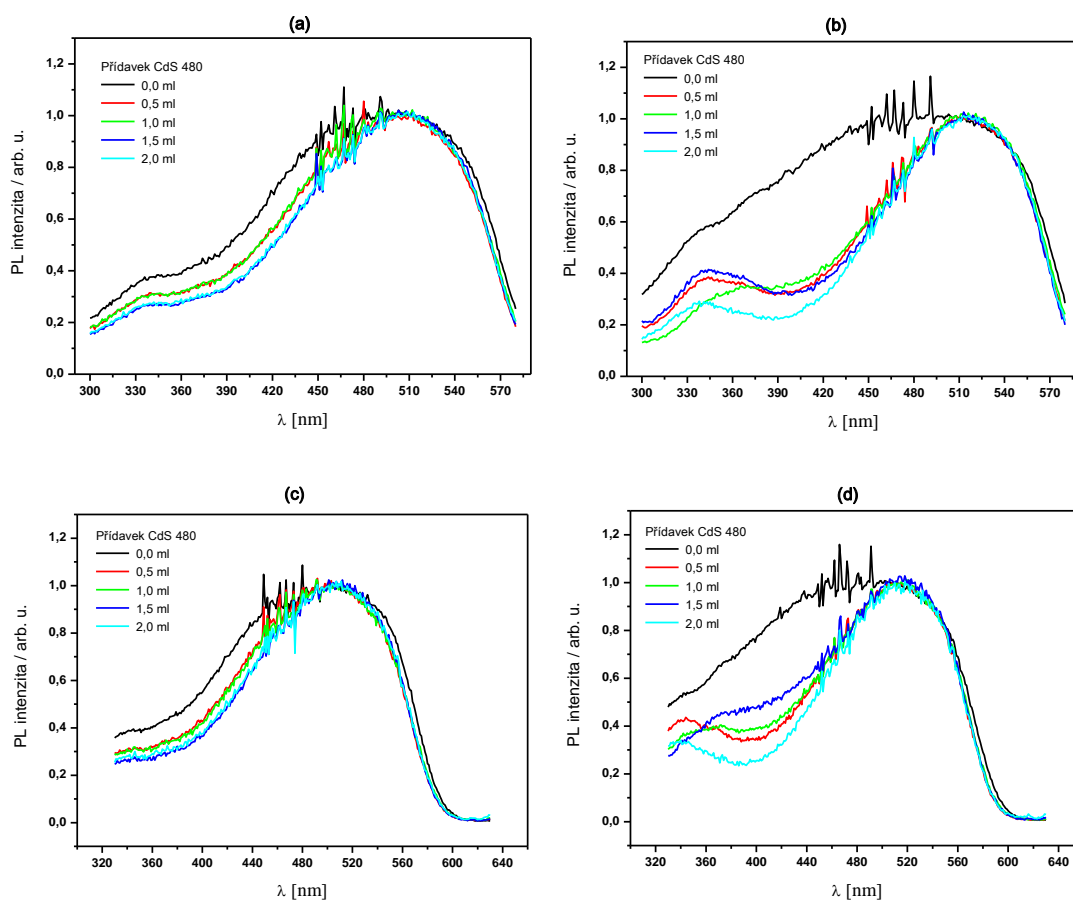 (a)
PL intenzita / arb. u.
1,2
1,0
0,8
0,6
0,4
0,2
0,0
Přídavek CdS 480
0,0 ml
0,5 ml
1,0 ml
1,5 ml
2,0 ml
300 330 360 390 420 450 480 510 540 570
λ [nm]
(b)
PL intenzita / arb. u.
1,2
1,0
0,8
0,6
0,4
0,2
0,0
Přídavek CdS 480
0,0 ml
0,5 ml
1,0 ml
1,5 ml
2,0 ml
300 330 360 390 420 450 480 510 540 570
λ [nm]
(c)
PL intenzita / arb. u.
1,2
1,0
0,8
0,6
0,4
0,2
0,0
Přídavek CdS 480
0,0 ml
0,5 ml
1,0 ml
1,5 ml
2,0 ml
320 360 400 440 480 520 560 600 640
λ [nm]
(d)
PL intenzita / arb. u.
1,2
1,0
0,8
0,6
0,4
0,2
0,0
Přídavek CdS 480
0,0 ml
0,5 ml
1,0 ml
1,5 ml
2,0 ml
320 360 400 440 480 520 560 600 640
λ [nm]